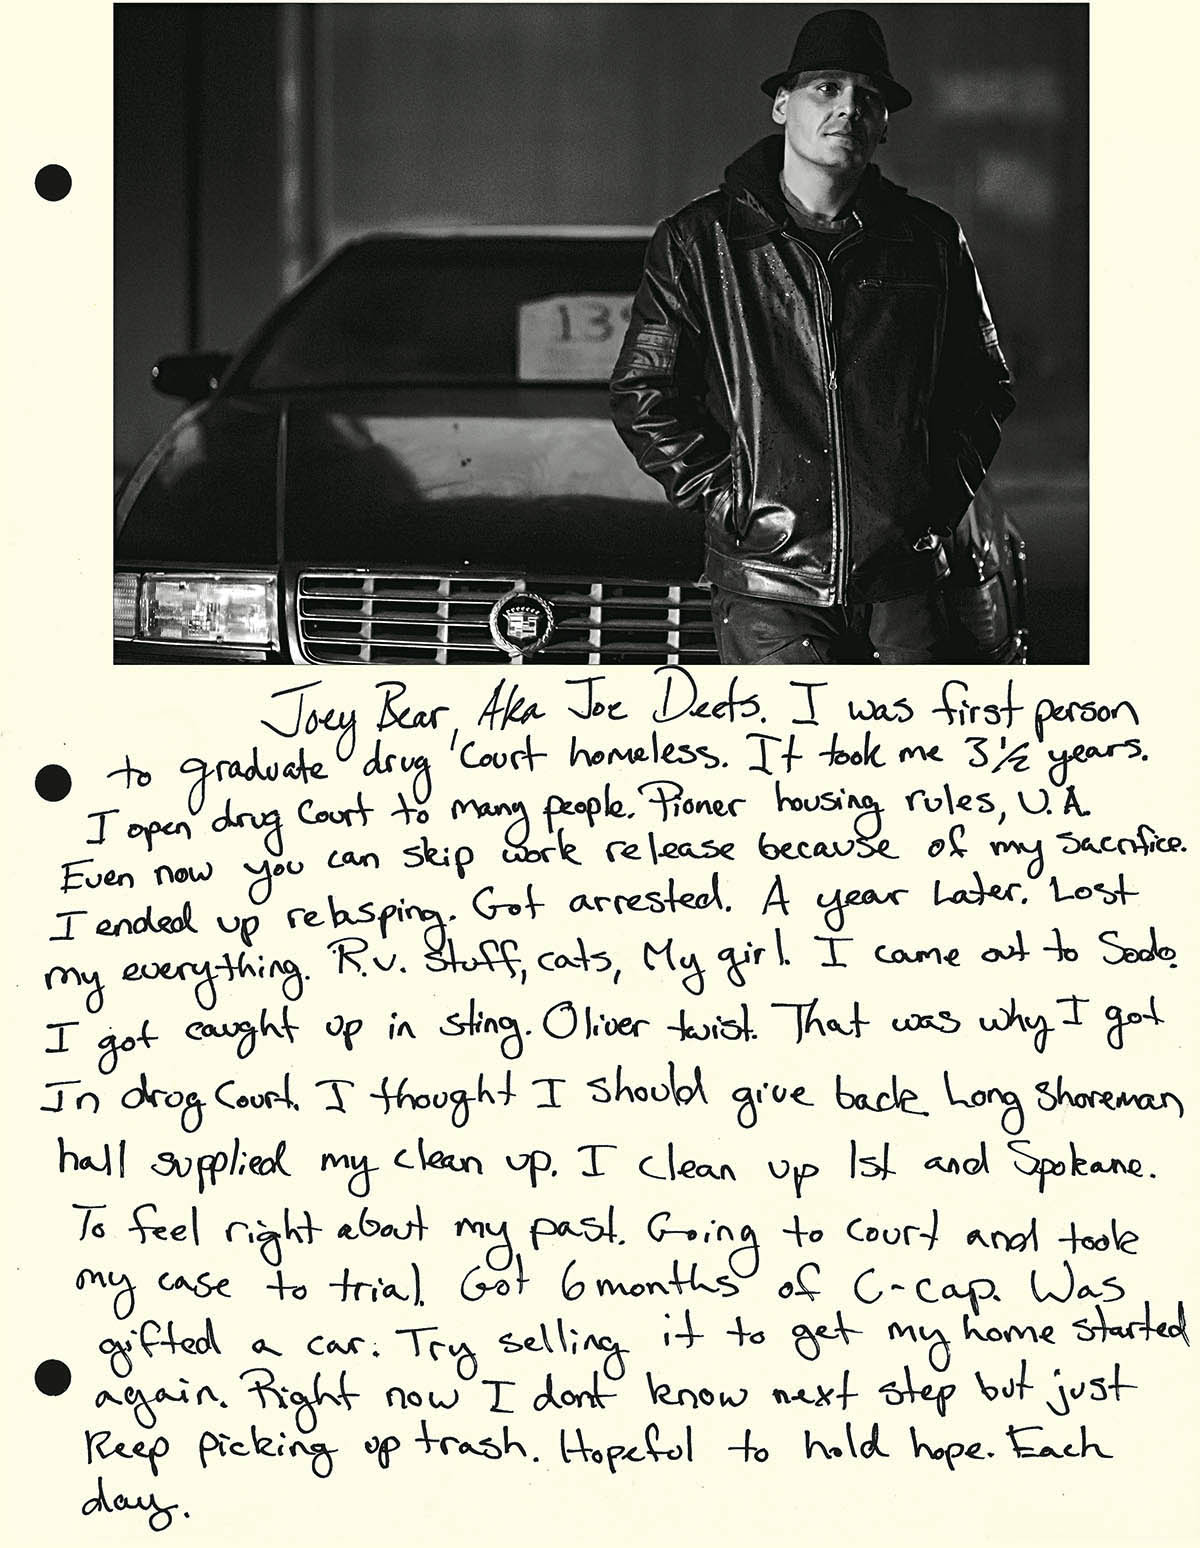 13
Joey Bear, Aka Joe Deets. I was first person
to graduate drug Court homeless. It took me 3 1/2 years.
I open drug Court to many people. Pioner housing rules, U.A.
Even now you can skip work release because of my sacrifice.
I ended up relasping. Got arrested. A year Later. Lost
my everything. R.V. Stuff, cats, My girl. I came out to Sodo.
I got caught up in sting. Oliver twist. That was why I got
In drug Court. I thought I should give back. Long Shoreman
hall supplied my clean up. I clean up 1st and Spokane.
To feel right about my past. Going to court and took
my case to trial. Got 6 months of C-cap. Was
gifted a car. Try selling it to get my home started
again. Right now I dont know next step but just
Keep picking up trash. Hopeful to hold hope. Each
day.